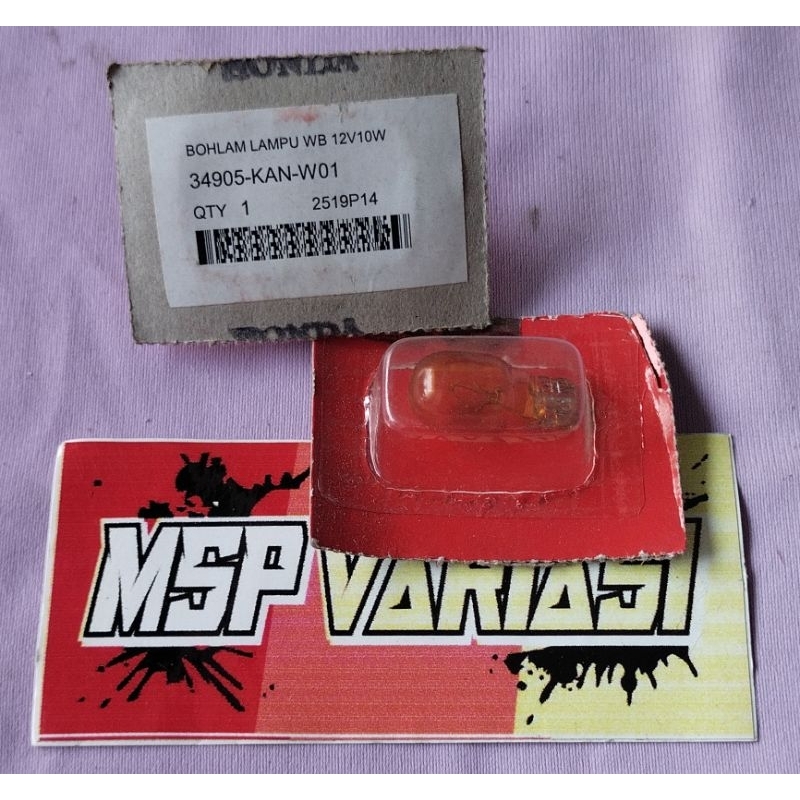 HONDA
BOHLAM LAMPU WB 12V10W
34905-KAN-W01
QTY 1 2519P14
HONDA
MSP VARIASI